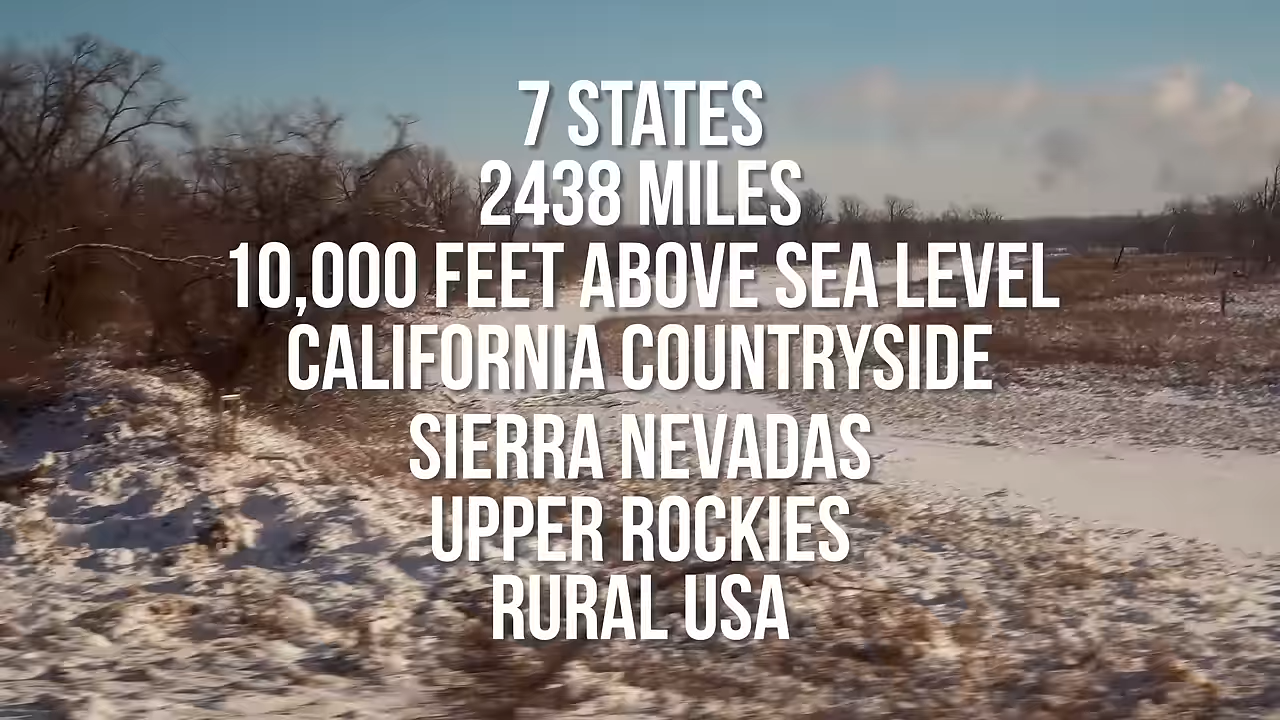 7 STATES
2438 MILES
10,000 FEET ABOVE SEA LEVEL
CALIFORNIA COUNTRYSIDE
SIERRA NEVADAS
UPPER ROCKIES
RURAL USA